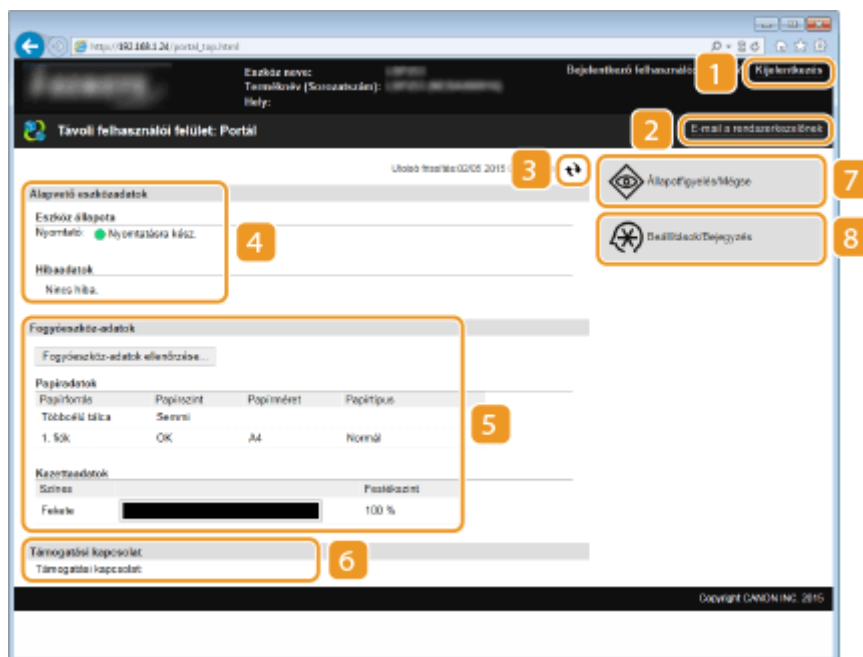 http://192.168.1.24/portal_top.html
Eszköz neve:
Terméknév (Sorozatszám):
Hely:
Bejelentkező felhasználó
1
Kijelentkezés
Távoli felhasználói felület: Portál
2
E-mail a rendszerkezelőnek
Utolsó frissítés:02/05 2015
3
Állapotfigyelés/Mégse
7
Beállítások/Bejegyzés
8
Alapvető eszközadatok
Eszköz állapota
Nyomtató: Nyomtatásra kész.
4
Hibaadatok
Nincs hiba.
Fogyóeszköz-adatok
Fogyóeszköz-adatok ellenőrzése...
Papíradatok
Papírforrás Papírszint Papírméret Papírtípus
Többcélú tálca Semmi
1. fiók OK A4 Normál
5
Kazettaadatok
Színes Festékszint
Fekete 100 %
Támogatási kapcsolat
Támogatási kapcsolat:
6
Copyright CANON INC. 2015